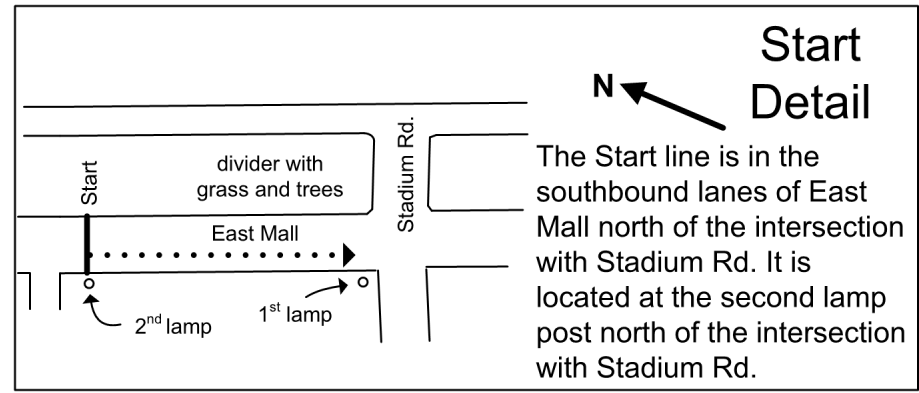 Start
Detail
N
The Start line is in the
southbound lanes of East
Mall north of the intersection
with Stadium Rd. It is
located at the second lamp
post north of the intersection
with Stadium Rd.
Start
divider with
grass and trees
Stadium Rd.
East Mall
2nd lamp
1st lamp